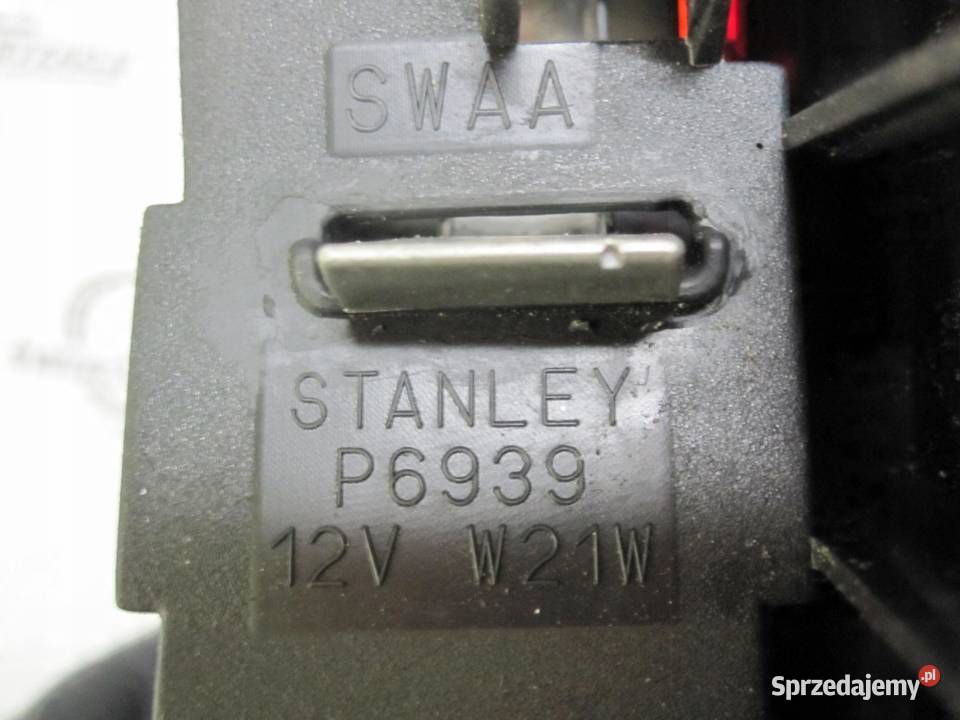 SWAA
STANLEY
P6939
12V W21W
Sprzedajemy.pl